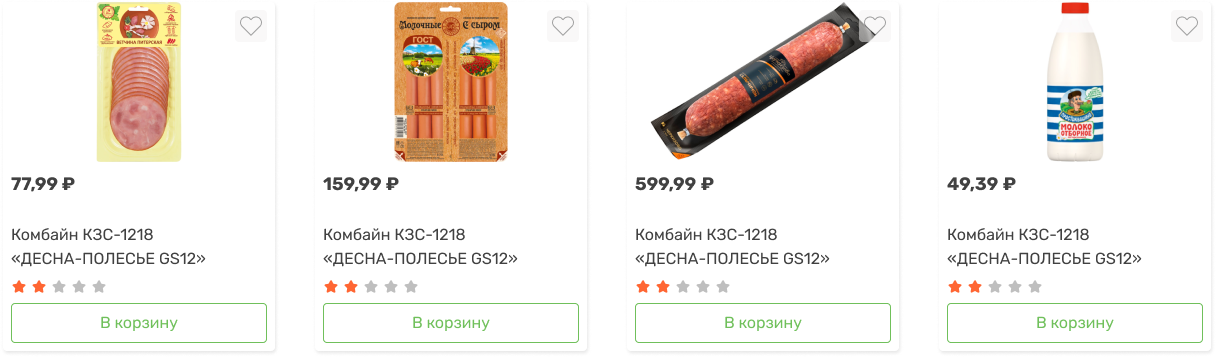 ВЕТЧИНА ПИТЕРСКАЯ
77,99 ₽
Комбайн КЗС-1218
«ДЕСНА-ПОЛЕСЬЕ GS12»
В корзину
Молочные
С сыром
ГОСТ
159,99 ₽
Комбайн КЗС-1218
«ДЕСНА-ПОЛЕСЬЕ GS12»
В корзину
599,99 ₽
Комбайн КЗС-1218
«ДЕСНА-ПОЛЕСЬЕ GS12»
В корзину
ПРОСТОКВАШИНО
МОЛОКО
ОТБОРНОЕ
49,39 ₽
Комбайн КЗС-1218
«ДЕСНА-ПОЛЕСЬЕ GS12»
В корзину